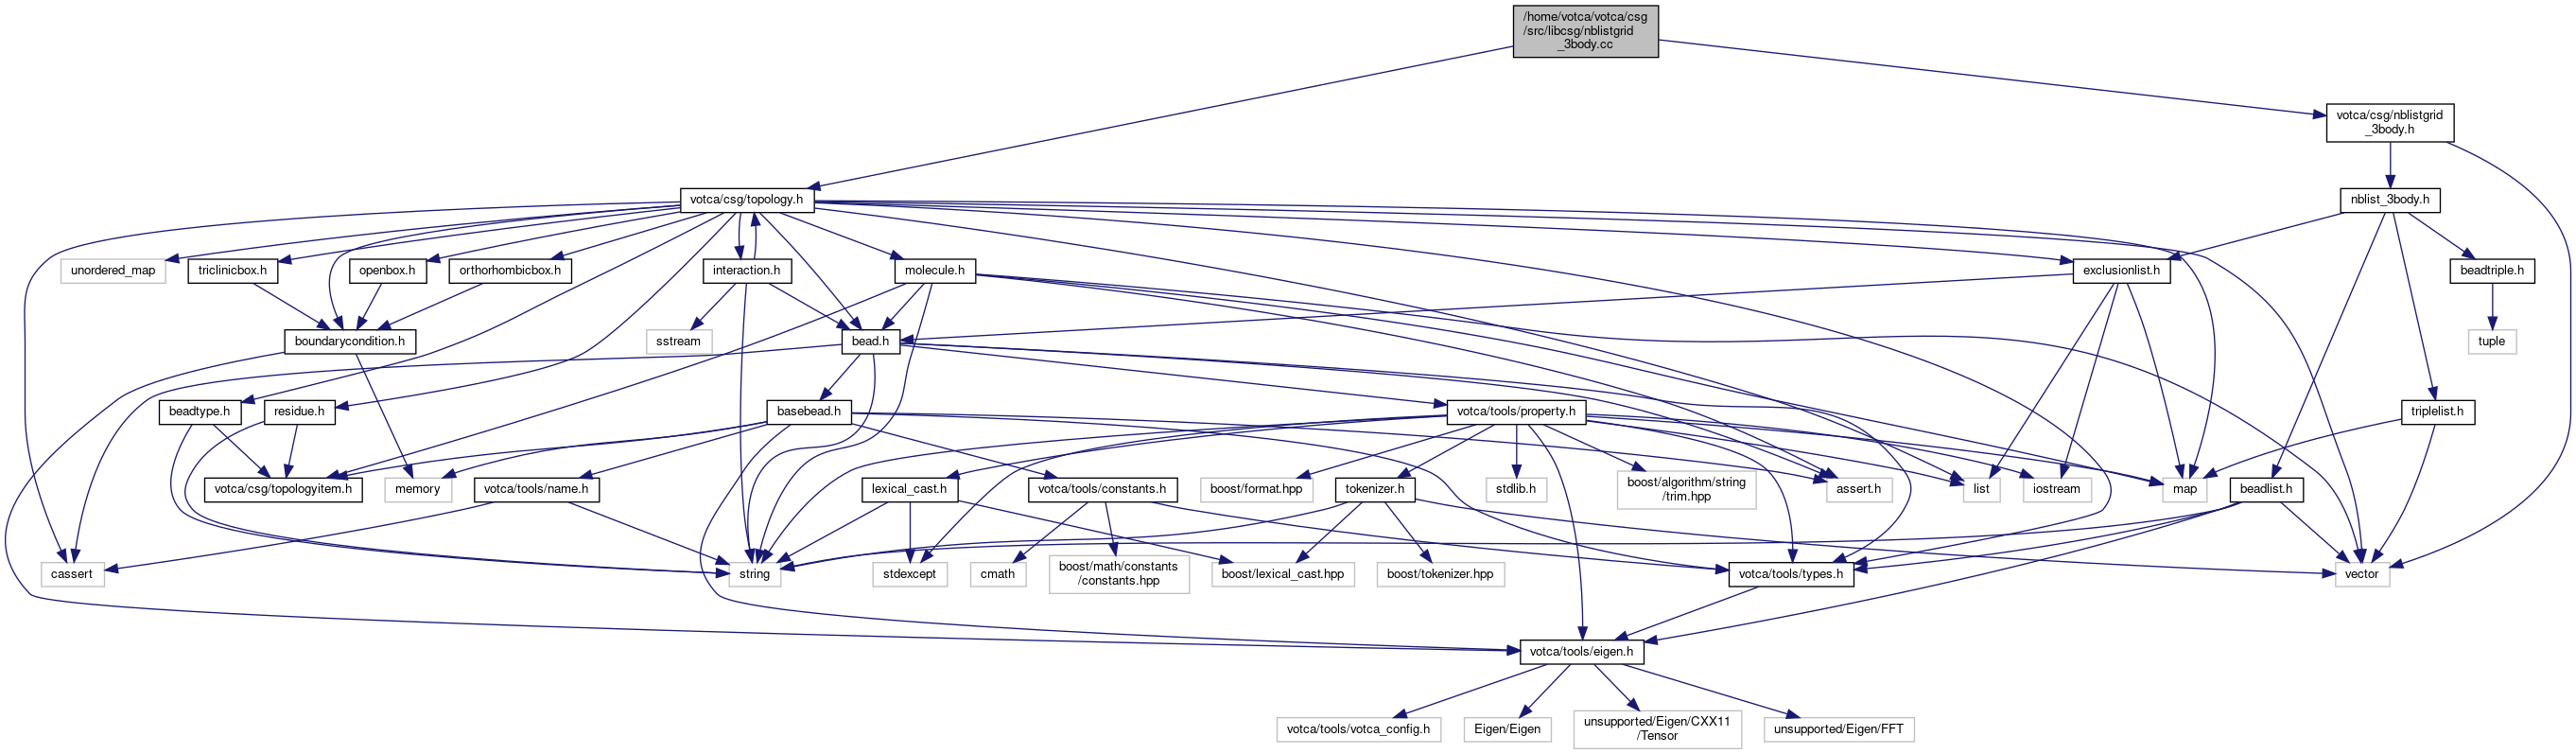 /home/votca/votca/csg
/src/libcsg/nblistgrid
_3body.cc
votca/csg/nblistgrid
_3body.h
votca/csg/topology.h
nblist_3body.h
unordered_map
triclinicbox.h
openbox.h
orthorhombicbox.h
interaction.h
molecule.h
exclusionlist.h
beadtriple.h
boundarycondition.h
sstream
bead.h
tuple
beadtype.h
residue.h
basebead.h
votca/tools/property.h
triplelist.h
votca/csg/topologyitem.h
memory
votca/tools/name.h
lexical_cast.h
votca/tools/constants.h
boost/format.hpp
tokenizer.h
stdlib.h
boost/algorithm/string
/trim.hpp
assert.h
list
iostream
map
beadlist.h
cassert
string
stdexcept
cmath
boost/math/constants
/constants.hpp
boost/lexical_cast.hpp
boost/tokenizer.hpp
votca/tools/types.h
vector
votca/tools/eigen.h
votca/tools/votca_config.h
Eigen/Eigen
unsupported/Eigen/CXX11
/Tensor
unsupported/Eigen/FFT